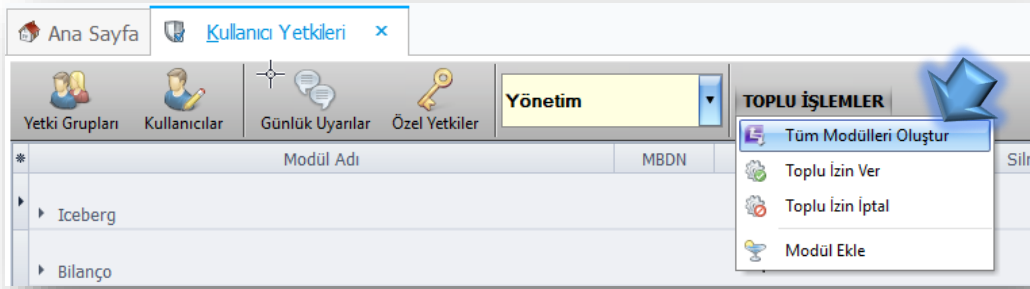 Ana Sayfa
Kullanıcı Yetkileri ×
Yetki Grupları
Kullanıcılar
Günlük Uyarılar
Özel Yetkiler
Yönetim
TOPLU İŞLEMLER
Tüm Modülleri Oluştur
Toplu İzin Ver
Toplu İzin İptal
Modül Ekle
Modül Adı
MBDN
Iceberg
Bilanço